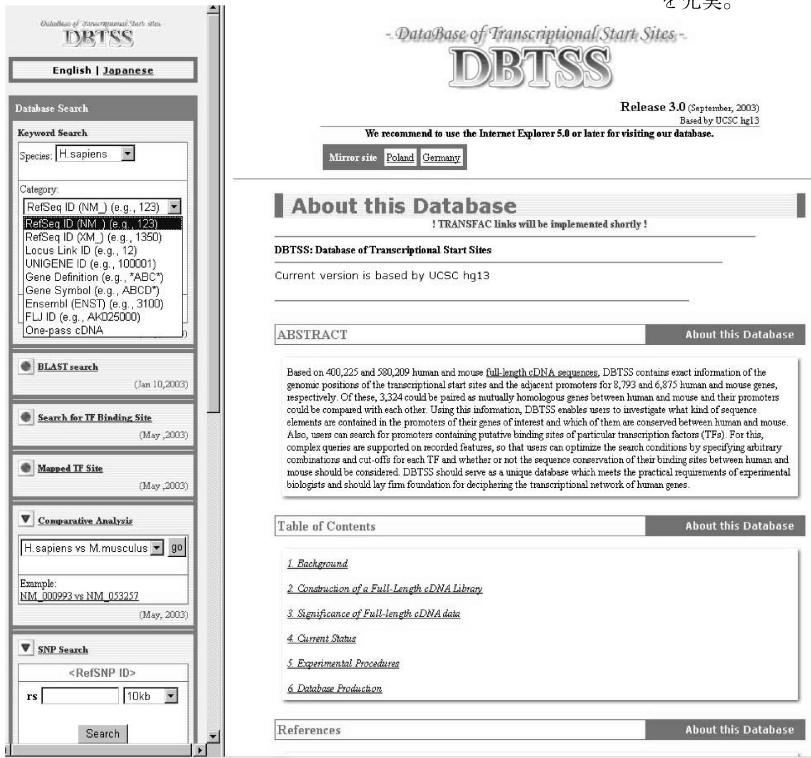 を充実。
DataBase of Transcriptional Start Sites
DBTSS
English | Japanese
Database Search
Keyword Search
Species: H.sapiens
Category:
RefSeq ID (NM_) (e.g., 123)
RefSeq ID (NM_) (e.g., 123)
RefSeq ID (XM_) (e.g., 1350)
Locus Link ID (e.g., 12)
UNIGENE ID (e.g., 100001)
Gene Definition (e.g., *ABC*)
Gene Symbol (e.g., ABCD*)
Ensembl (ENST) (e.g., 3100)
FLJ ID (e.g., AK025000)
One-pass cDNA
BLAST search
(Jan 10,2003)
Search for TF Binding Site
(May ,2003)
Mapped TF Site
(May ,2003)
Comparative Analysis
H.sapiens vs M.musculus go
Example:
NM_000993 vs NM_053257
(May, 2003)
SNP Search
<RefSNP ID>
rs 10kb
Search
- DataBase of Transcriptional Start Sites -
DBTSS
Release 3.0 (September, 2003)
Based by UCSC hg13
We recommend to use the Internet Explorer 5.0 or later for visiting our database.
Mirror site Poland Germany
About this Database
! TRANSFAC links will be implemented shortly !
DBTSS: Database of Transcriptional Start Sites
Current version is based by UCSC hg13
ABSTRACT About this Database
Based on 400,225 and 580,209 human and mouse full-length cDNA sequences, DBTSS contains exact information of the
genomic positions of the transcriptional start sites and the adjacent promoters for 8,793 and 6,875 human and mouse genes,
respectively. Of these, 3,324 could be paired as mutually homologous genes between human and mouse and their promoters
could be compared with each other. Using this information, DBTSS enables users to investigate what kind of sequence
elements are contained in the promoters of their genes of interest and which of them are conserved between human and mouse.
Also, users can search for promoters containing putative binding sites of particular transcription factors (TFs). For this,
complex queries are supported on recorded features, so that users can optimize the search conditions by specifying arbitrary
combinations and cut-offs for each TF and whether or not the sequence conservation of their binding sites between human and
mouse should be considered. DBTSS should serve as a unique database which meets the practical requirements of experimental
biologists and should lay firm foundation for deciphering the transcriptional network of human genes.
Table of Contents About this Database
1. Background
2. Construction of a Full-Length cDNA Library
3. Significance of Full-length cDNA data
4. Current Status
5. Experimental Procedures
6. Database Production
References About this Database